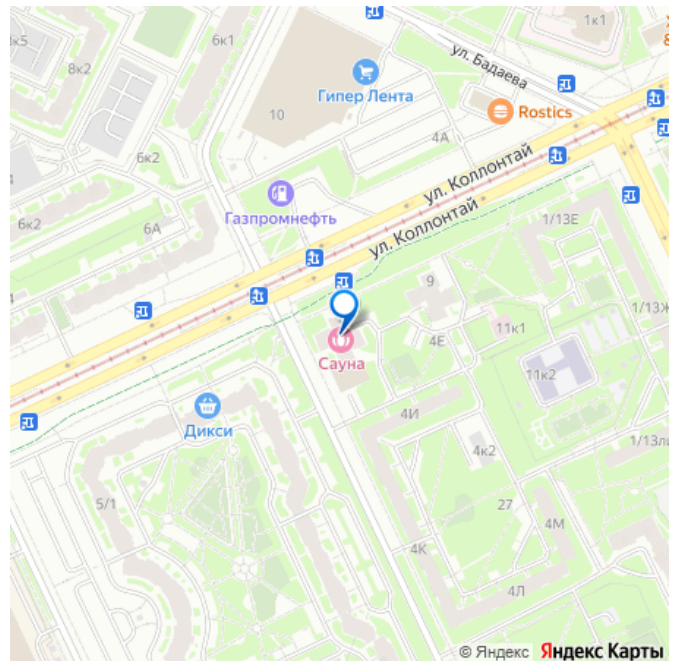 1к1
6к1
8к5
8к2
ул. Бадаева
Гипер Лента
Rostics
10
4А
6к2
ул. Коллонтай
Газпромнефть
6к2
6А
ул. Коллонтай
1/13Е
9
1/13Ж
11к1
4Е
Сауна
11к2
Дикси
4И
1/13ли
4к2
5/1
27
4М
4К
4Л
© Яндекс Яндекс Карты